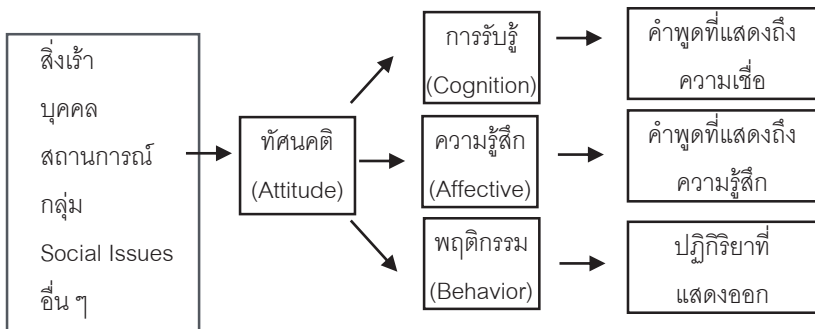 สิ่งเร้า
บุคคล
สถานการณ์
กลุ่ม
Social Issues
อื่น ๆ
ทัศนคติ
(Attitude)
การรับรู้
(Cognition)
ความรู้สึก
(Affective)
พฤติกรรม
(Behavior)
คำพูดที่แสดงถึง
ความเชื่อ
คำพูดที่แสดงถึง
ความรู้สึก
ปฏิกิริยาที่
แสดงออก